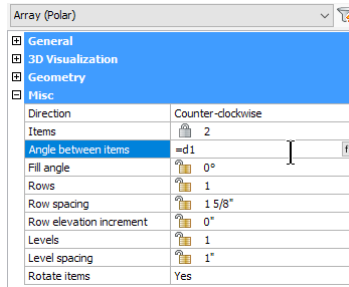 Array (Polar)
General
3D Visualization
Geometry
Misc
Direction Counter-clockwise
Items 2
Angle between items =d1 f
Fill angle 0°
Rows 1
Row spacing 1 5/8"
Row elevation increment 0"
Levels 1
Level spacing 1"
Rotate items Yes